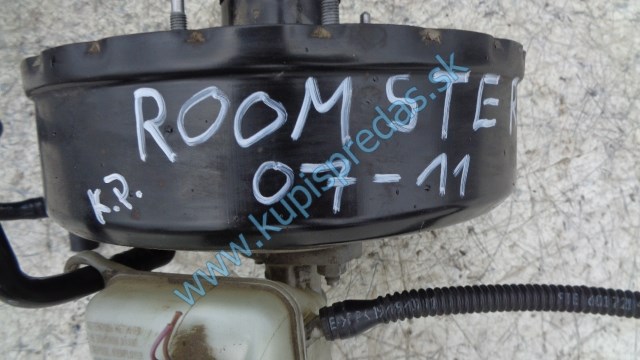 ROOMSTER
07-11
K.P.
www.kupispredas.sk